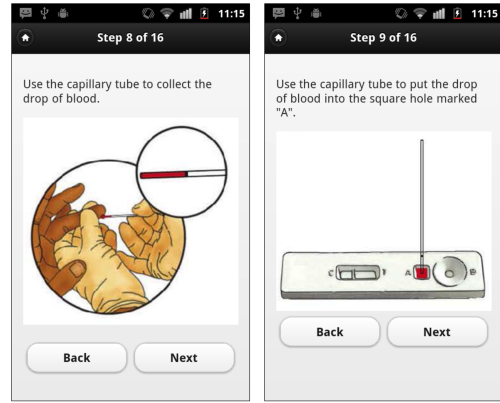 11:15
Step 8 of 16
Use the capillary tube to collect the
drop of blood.
Back Next
11:15
Step 9 of 16
Use the capillary tube to put the drop
of blood into the square hole marked
"A".
C T A B
Back Next